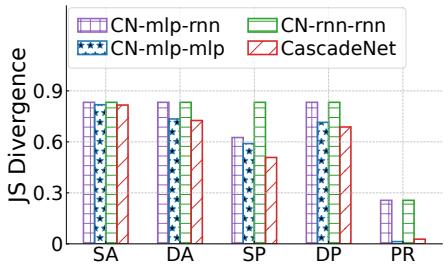 CN-mlp-rnn CN-rnn-rnn
CN-mlp-mlp CascadeNet
JS Divergence
0.9
0.6
0.3
0
SA DA SP DP PR